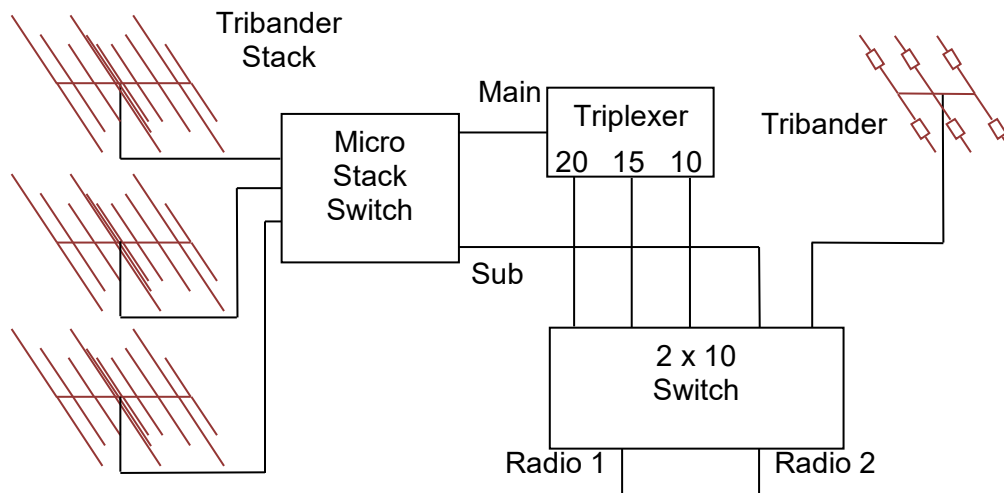 Tribander
Stack
Main
Triplexer
20 15 10
Tribander
Micro
Stack
Switch
Sub
2 x 10
Switch
Radio 1
Radio 2